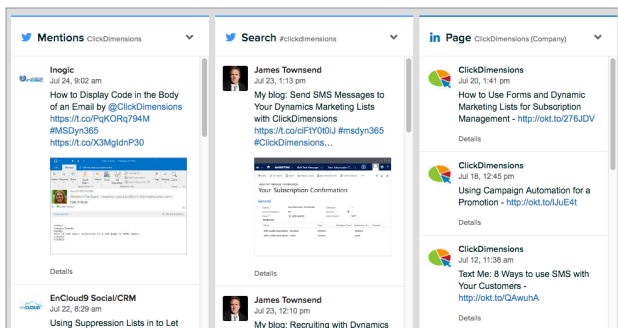 Mentions ClickDimensions
Inogic
Jul 24, 9:02 am
How to Display Code in the Body
of an Email by @ClickDimensions
https://t.co/PqKORq794M
#MSDyn365
https://t.co/X3MgIdnP30
Details
EnCloud9 Social/CRM
Jul 22, 8:29 am
Using Suppression Lists in to Let
Search #clickdimensions
James Townsend
Jul 23, 1:13 pm
My blog: Send SMS Messages to
Your Dynamics Marketing Lists
with ClickDimensions
https://t.co/ciFfY0t0iJ #msdyn365
#ClickDimensions…
Your Subscription Confirmation
General
Details
James Townsend
Jul 23, 12:10 pm
My blog: Recruiting with Dynamics
in Page ClickDimensions (Company)
ClickDimensions
Jul 20, 1:41 pm
How to Use Forms and Dynamic
Marketing Lists for Subscription
Management - http://okt.to/276JDV
Details
ClickDimensions
Jul 18, 12:45 pm
Using Campaign Automation for a
Promotion - http://okt.to/lJuE4t
Details
ClickDimensions
Jul 12, 11:38 am
Text Me: 8 Ways to use SMS with
Your Customers -
http://okt.to/QAwuhA
Details